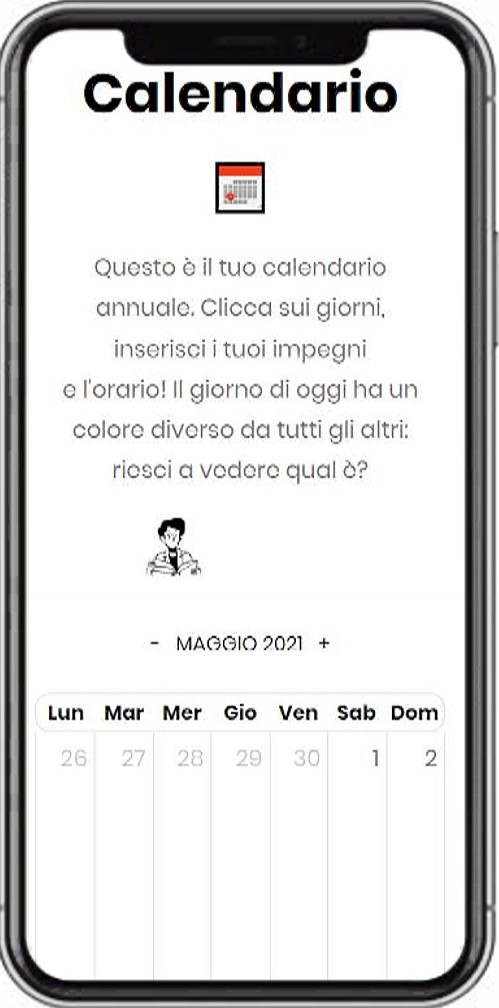 Calendario
Questo è il tuo calendario
annuale. Clicca sui giorni,
inserisci i tuoi impegni
e l'orario! Il giorno di oggi ha un
colore diverso da tutti gli altri:
riesci a vedere qual è?
- MAGGIO 2021 +
Lun Mar Mer Gio Ven Sab Dom
26 27 28 29 30 1 2